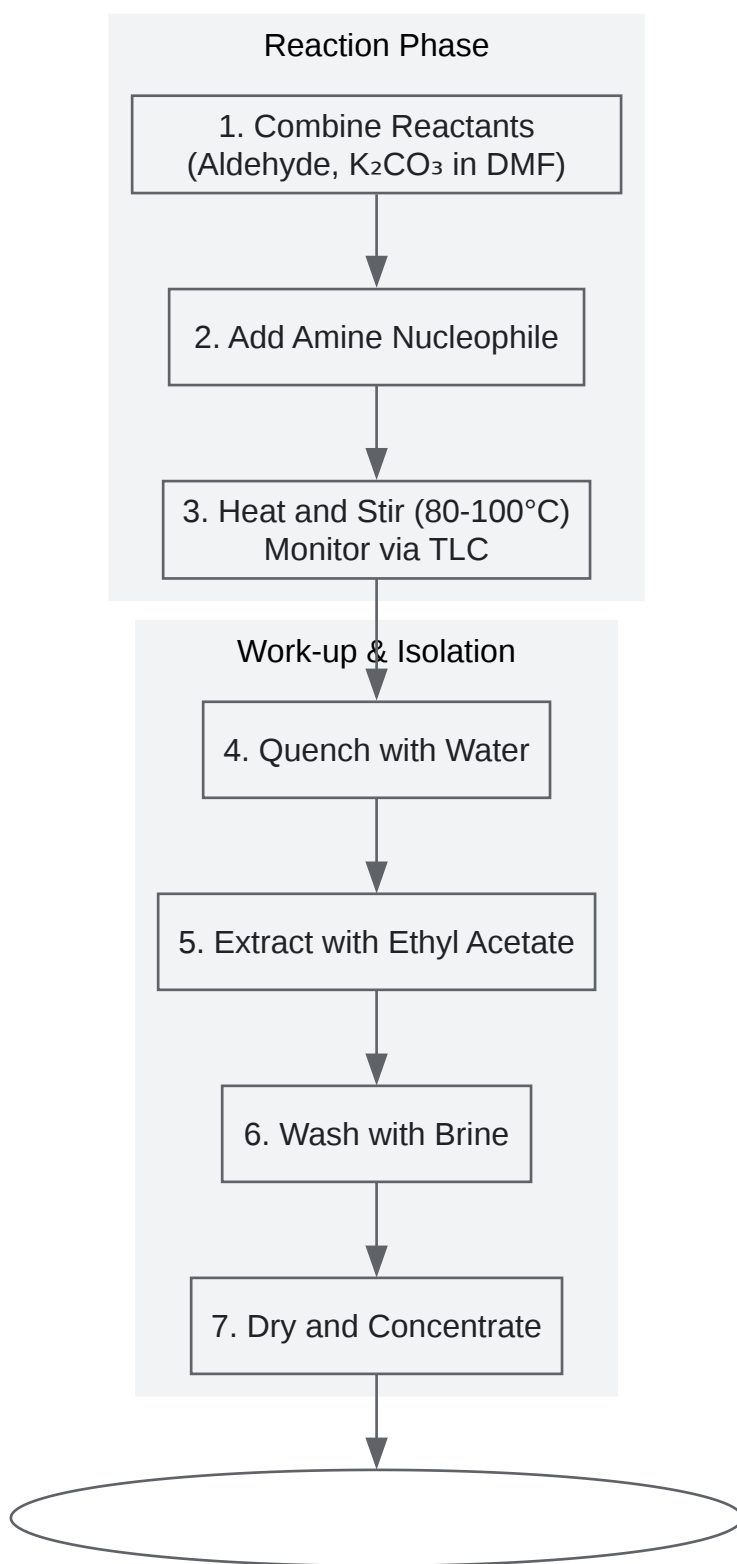 Reaction Phase
1. Combine Reactants
(Aldehyde, K₂CO₃ in DMF)
2. Add Amine Nucleophile
3. Heat and Stir (80-100°C)
Monitor via TLC
Work-up & Isolation
4. Quench with Water
5. Extract with Ethyl Acetate
6. Wash with Brine
7. Dry and Concentrate